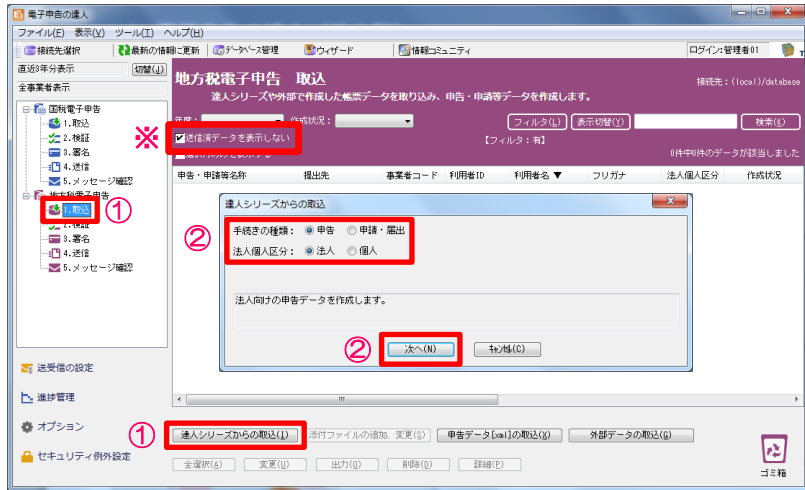 電子申告の達人
ファイル(F) 表示(V) ツール(T) ヘルプ(H)
接続先選択 最新の情報に更新 データベース管理 ウィザード 情報コミュニティ ログイン:管理者01
直近3年分表示 切替(J)
全事業者表示
国税電子申告
1.取込
2.検証
3.署名
4.送信
5.メッセージ確認
地方税電子申告
1.取込
2.検証
3.署名
4.送信
5.メッセージ確認
①
送受信の設定
進捗管理
オプション
セキュリティ例外設定
地方税電子申告 取込
接続先:(local)/database
達人シリーズや外部で作成した帳票データを取り込み、申告・申請等データを作成します。
年度: 作成状況: フィルタ(L) 表示切替(Y) 検索(K)
※ 送信済データを表示しない
【フィルタ:有】
0件中0件のデータが該当しました
申告・申請等名称 提出先 事業者コード 利用者ID 利用者名 ▼ フリガナ 法人個人区分 作成状況
達人シリーズからの取込
② 手続きの種類: 申告 申請・届出
法人個人区分: 法人 個人
法人向けの申告データを作成します。
② 次へ(N) ｷｬﾝｾﾙ(C)
① 達人シリーズからの取込(I) 添付ファイルの追加、変更(S) 申告データ[xml]の取込(X) 外部データの取込(G)
全選択(A) 変更(U) 出力(O) 削除(D) 詳細(P)
ゴミ箱